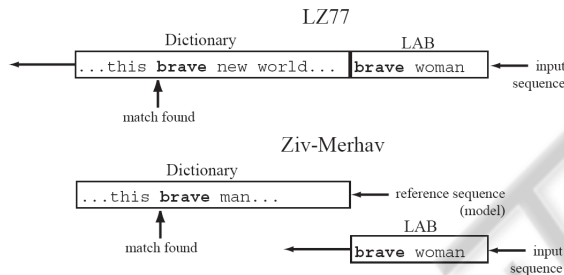 LZ77
Dictionary LAB
...this brave new world... brave woman
input
sequence
match found
Ziv-Merhav
Dictionary
...this brave man...
reference sequence
(model)
LAB
match found
brave woman
input
sequence